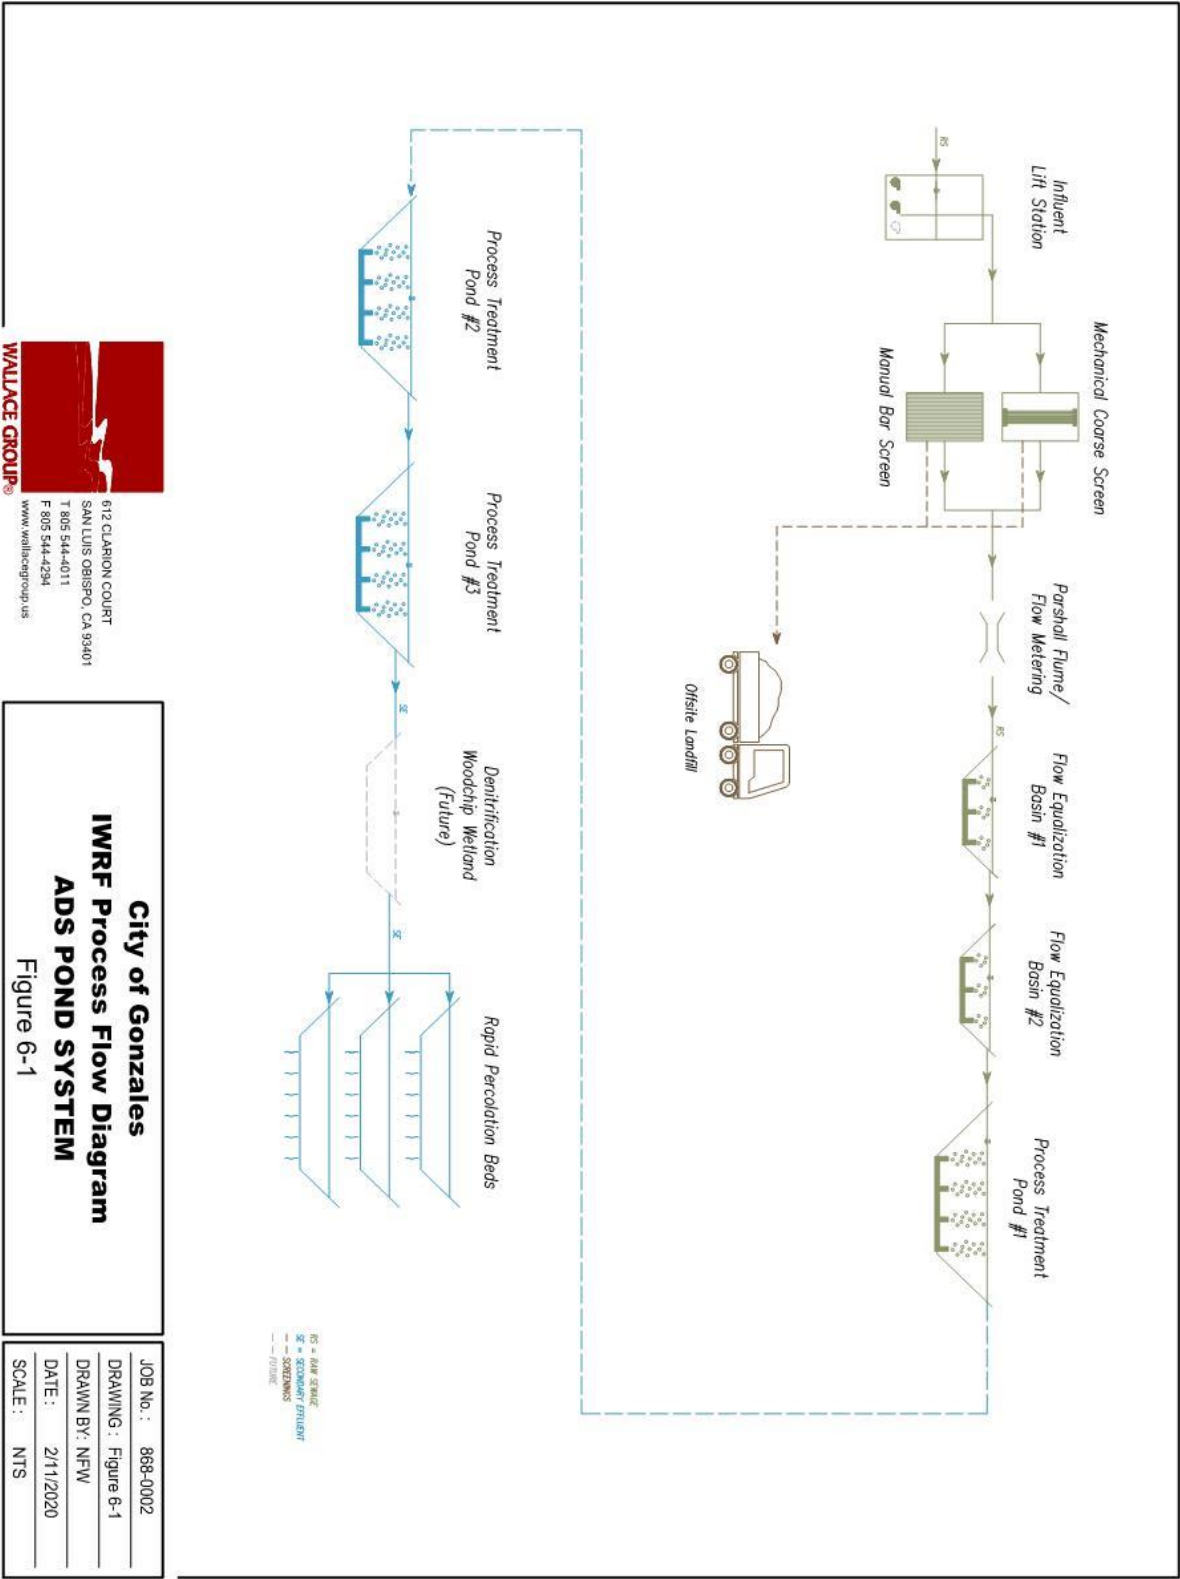 Influent
Lift Station
RS
Mechanical Coarse Screen
Manual Bar Screen
Parshall Flume/
Flow Metering
RS
Flow Equalization
Basin #1
Flow Equalization
Basin #2
Process Treatment
Pond #1
Offsite Landfill
Process Treatment
Pond #2
Process Treatment
Pond #3
SE
Denitrification
Woodchip Wetland
(Future)
SE
Rapid Percolation Beds
RS = RAW SEWAGE
SE = SECONDARY EFFLUENT
SCREENINGS
FUTURE
WALLACE GROUP®
612 CLARION COURT
SAN LUIS OBISPO, CA 93401
T 805 544-4011
F 805 544-4294
www.wallacegroup.us
City of Gonzales
IWRF Process Flow Diagram
ADS POND SYSTEM
Figure 6-1
JOB No. : 868-0002
DRAWING : Figure 6-1
DRAWN BY: NFW
DATE : 2/11/2020
SCALE : NTS